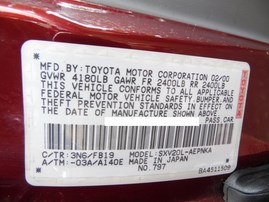 MFD. BY TOYOTA MOTOR CORPORATION 02/00
GVWR 4180LB GAWR FR 2400LB RR 2400LB
THIS VEHICLE CONFORMS TO ALL APPLICABLE
FEDERAL MOTOR VEHICLE SAFETY, BUMPER, AND
THEFT PREVENTION STANDARDS IN EFFECT ON THE
DATE OF MANUFACTURE SHOWN ABOVE.
PASS. CAR
C/TR: 3N6/FB19 MODEL: SXV20L-AEPNKA
A/TM: -03A/A140E MADE IN JAPAN
NO.797